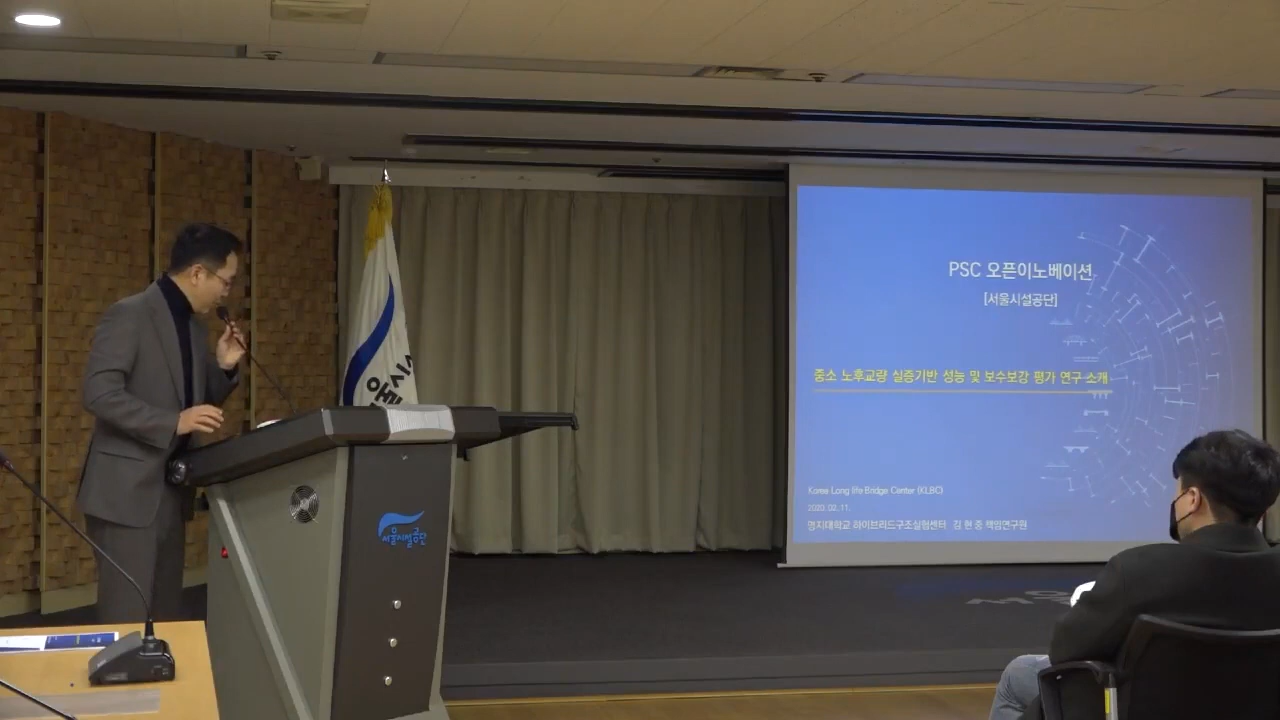 PSC 오픈이노베이션
[서울시설공단]
중소 노후교량 실증기반 성능 및 보수보강 평가 연구 소개
Korea Long life Bridge Center (KLBC)
2020. 02. 11.
명지대학교 하이브리드구조실험센터 김 현 중 책임연구원
서울시설공단